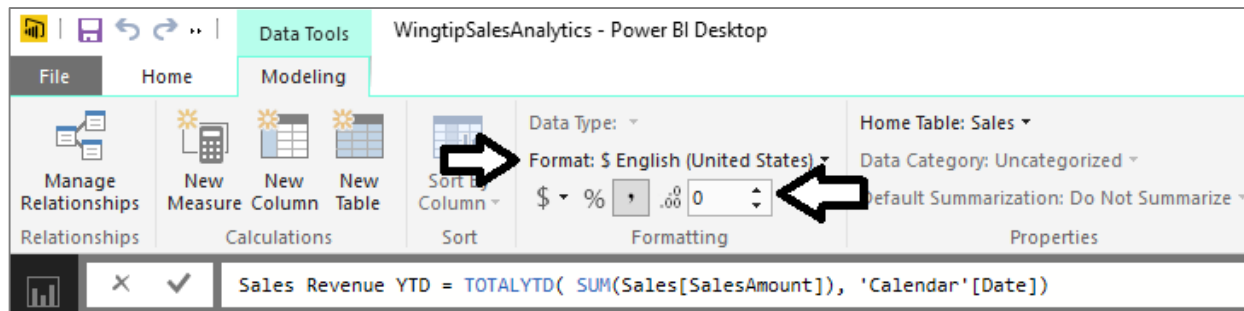 WingtipSalesAnalytics - Power BI Desktop
Data Tools
File Home Modeling
Manage Relationships
New Measure
New Column
New Table
Sort By Column
Data Type:
Format: $ English (United States)
$ % , .00 0
Home Table: Sales
Data Category: Uncategorized
Default Summarization: Do Not Summarize
Relationships Calculations Sort Formatting Properties
Sales Revenue YTD = TOTALYTD( SUM(Sales[SalesAmount]), 'Calendar'[Date])